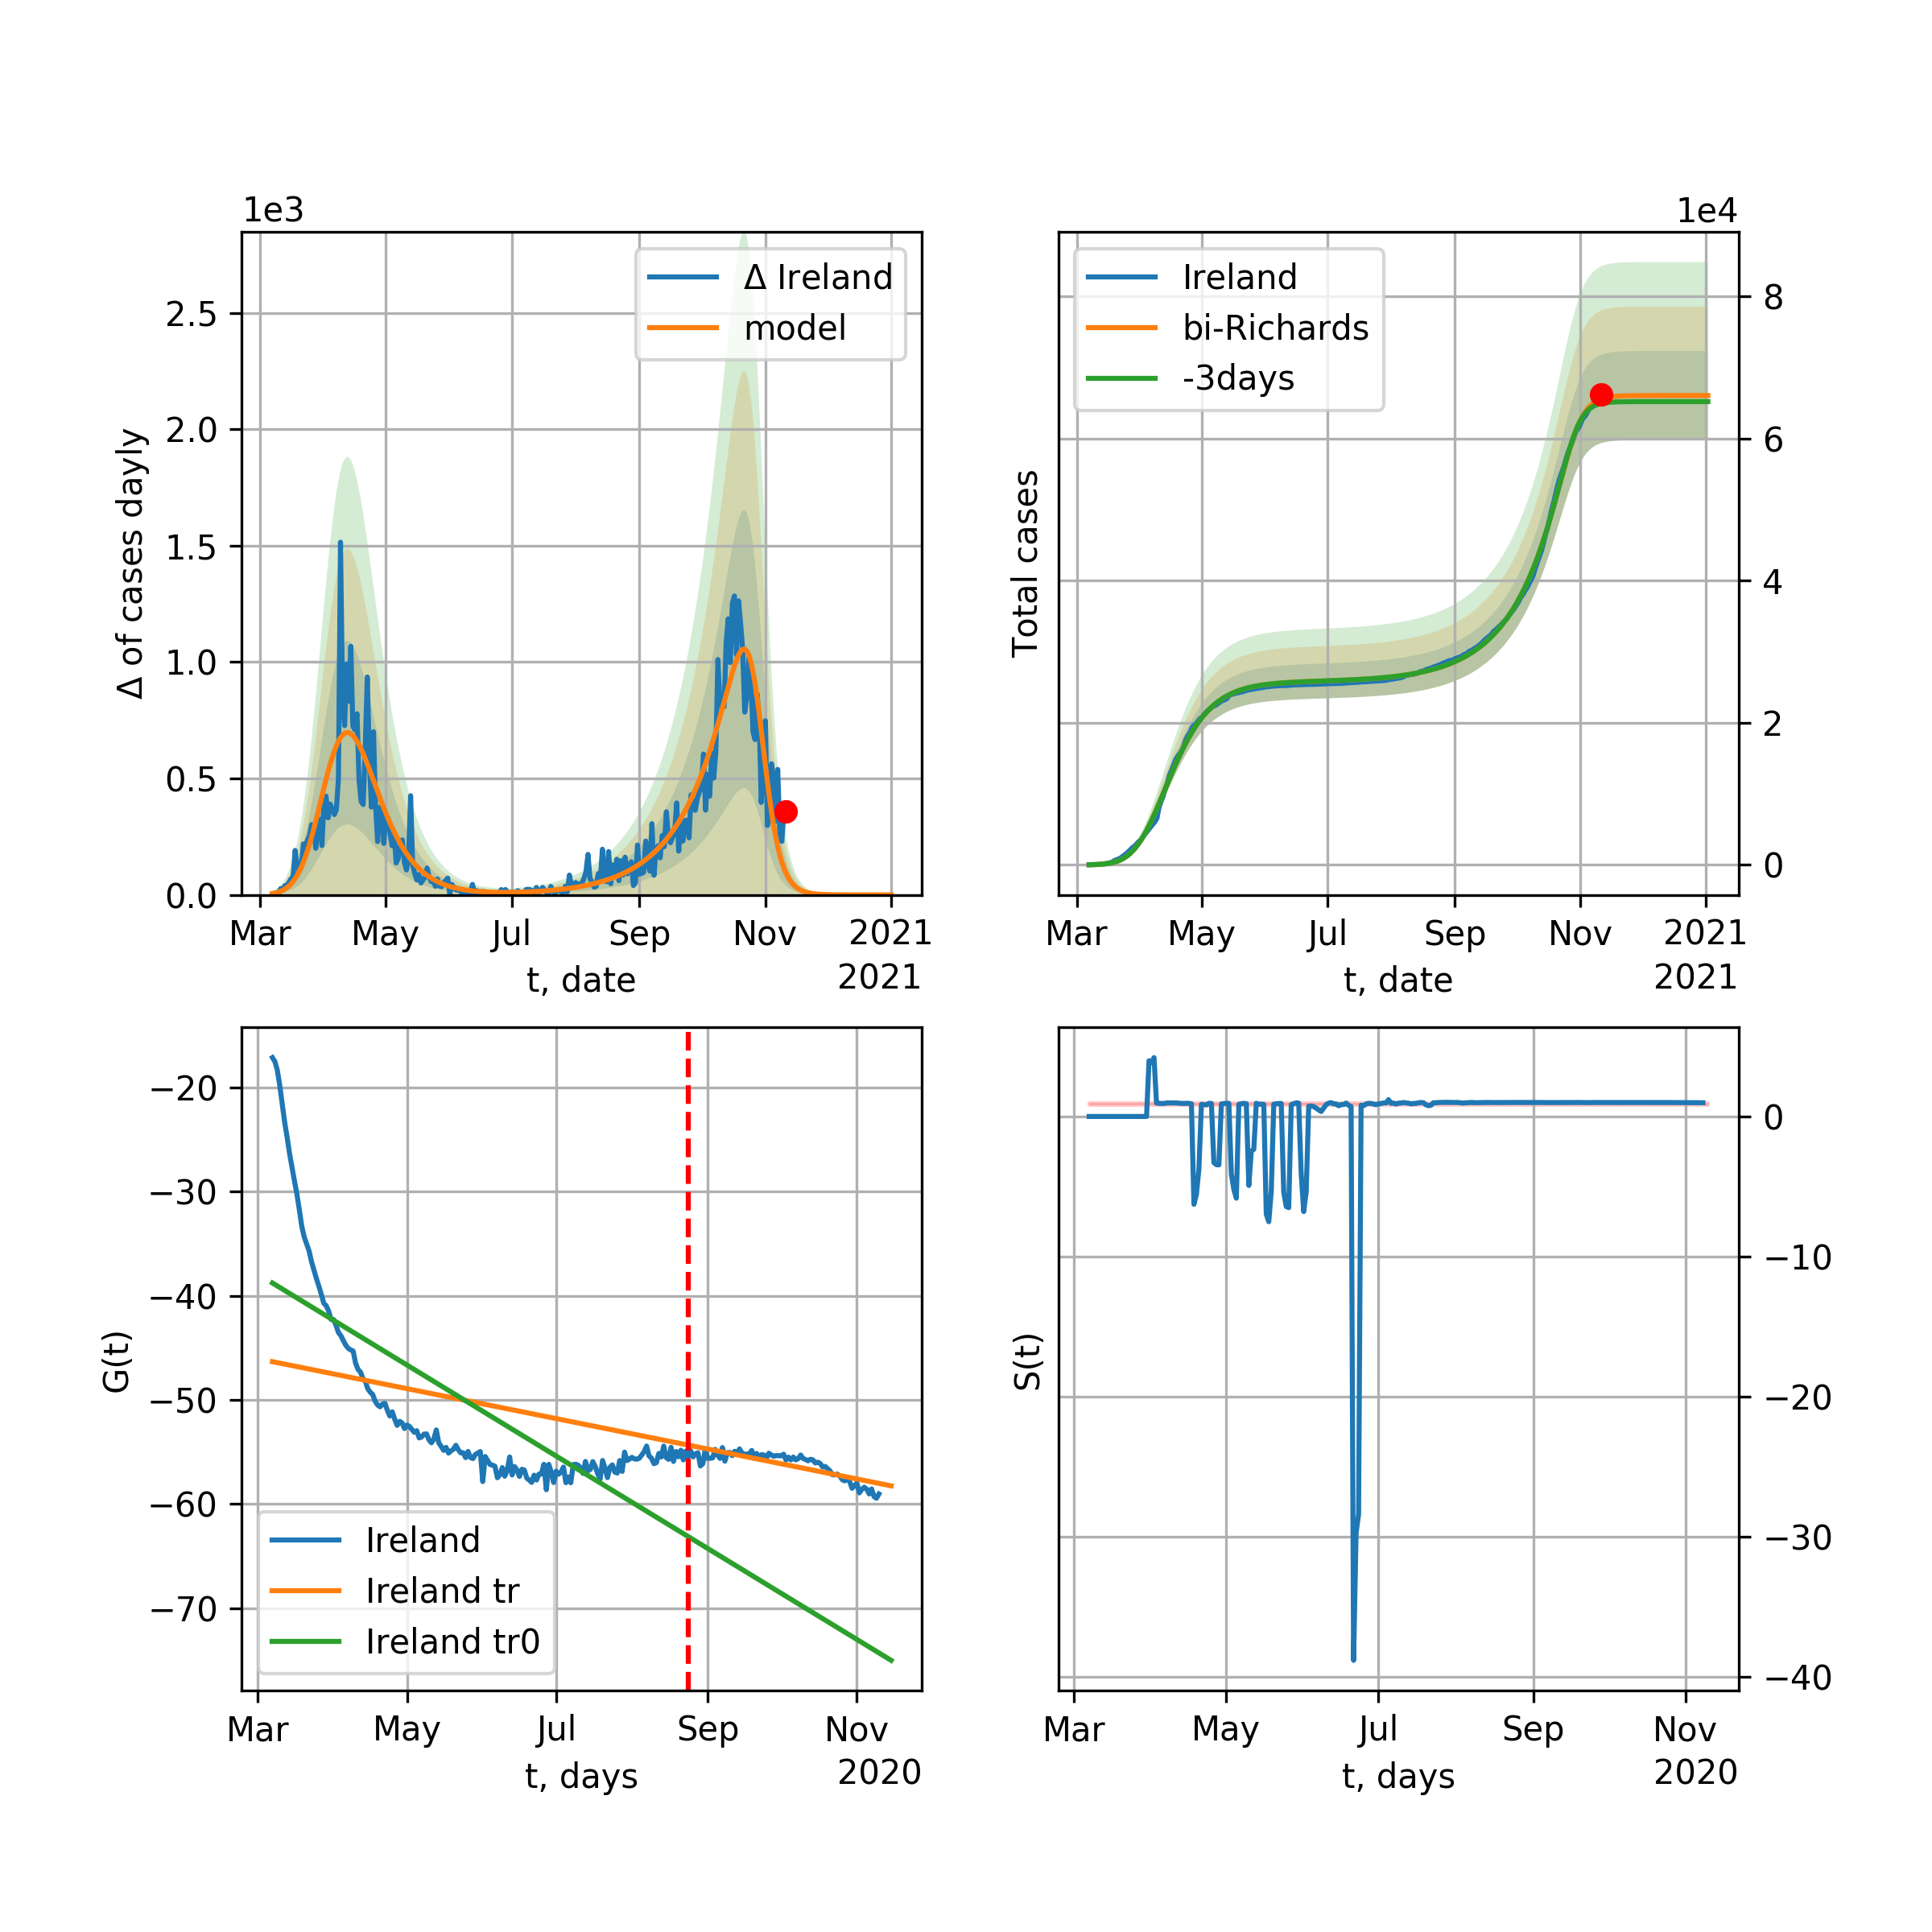 1e3
Δ of cases dayly
2.5
2.0
1.5
1.0
0.5
0.0
Δ Ireland
model
Mar May Jul Sep Nov 2021
t, date 2021
1e4
Total cases
Ireland
bi-Richards
-3days
8
6
4
2
0
Mar May Jul Sep Nov 2021
t, date 2021
G(t)
−20
−30
−40
−50
−60
−70
Ireland
Ireland tr
Ireland tr0
Mar May Jul Sep Nov
t, days 2020
S(t)
0
−10
−20
−30
−40
Mar May Jul Sep Nov
t, days 2020